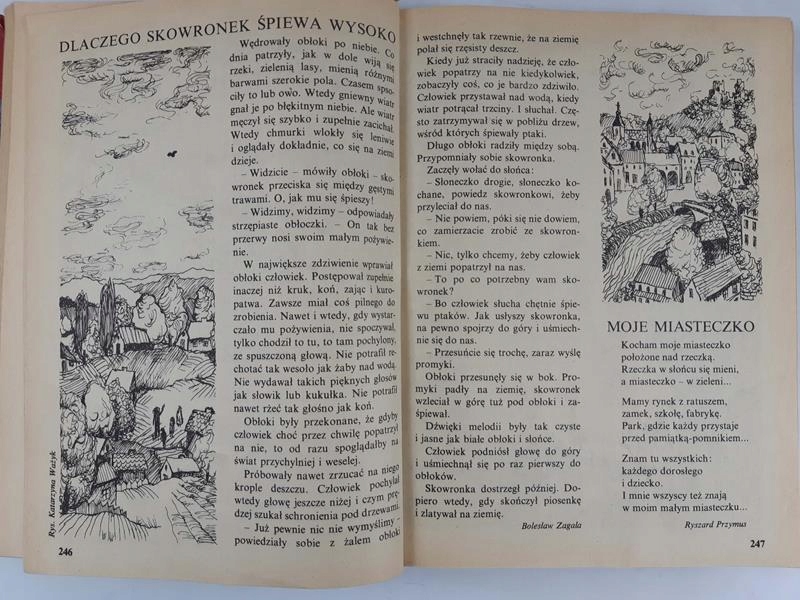 DLACZEGO SKOWRONEK ŚPIEWA WYSOKO
Wędrowały obłoki po niebie. Co
dnia patrzyły, jak w dole wiją się
rzeki, zielenią lasy, mienią różnymi
barwami szerokie pola. Czasem spsocą
ciły to lub owo. Wtedy gniewny wiatr
gnał je po błękitnym niebie. Ale wiatr
męczył się szybko i zupełnie zacichał.
Wtedy chmurki wlokły się leniwie
i oglądały dokładnie, co się na ziemi
dzieje.
– Widzicie – mówiły obłoki – sko-
wronek przeciska się między gęstymi
trawami. O, jak mu się śpieszy!
– Widzimy, widzimy – odpowiadały
strzępiaste obłoczki. – On tak bez
przerwy nosi swoim małym pożywie-
nie.
W największe zdziwienie wprawiał
obłoki człowiek. Postępował zupełnie
inaczej niż kruk, koń, zając i kuro-
patwa. Zawsze miał coś pilnego do
zrobienia. Nawet i wtedy, gdy wystar-
czało mu pożywienia, nie spoczywał,
tylko chodził to tu, to tam pochylony,
ze spuszczoną głową. Nie potrafił re-
chotać tak wesoło jak żaby nad wodą.
Nie wydawał takich pięknych głosów
jak słowik lub kukułka. Nie potrafił
nawet rżeć tak głośno jak koń.
Obłoki były przekonane, że gdyby
człowiek choć przez chwilę popatrzył
na nie, to od razu spoglądałby na
świat przychylniej i weselej.
Próbowały nawet zrzucać na niego
krople deszczu. Człowiek pochylał
wtedy głowę jeszcze niżej i czym prę-
dzej szukał schronienia pod drzewami.
– Już pewnie nic nie wymyślimy –
powiedziały sobie z żalem obłoki
Rys. Katarzyna Ważyk
246
i westchnęły tak rzewnie, że na ziemię
polał się rzęsisty deszcz.
Kiedy już straciły nadzieję, że czło-
wiek popatrzy na nie kiedykolwiek,
zobaczyły coś, co je bardzo zdziwiło.
Człowiek przystawał nad wodą, kiedy
wiatr potrącał trzciny. I słuchał. Czę-
sto zatrzymywał się w pobliżu drzew,
wśród których śpiewały ptaki.
Długo obłoki radziły między sobą.
Przypomniały sobie skowronka.
Zaczęły wołać do słońca:
– Słoneczko drogie, słoneczko ko-
chane, powiedz skowronkowi, żeby
przyleciał do nas.
– Nie powiem, póki się nie dowiem,
co zamierzacie zrobić ze skowron-
kiem.
– Nic, tylko chcemy, żeby człowiek
z ziemi popatrzył na nas.
– To po co potrzebny wam sko-
wronek?
– Bo człowiek słucha chętnie śpie-
wu ptaków. Jak usłyszy skowronka,
na pewno spojrzy do góry i uśmiech-
nie się do nas.
– Przesuńcie się trochę, zaraz wyślę
promyki.
Obłoki przesunęły się w bok. Pro-
myki padły na ziemię, skowronek
wzleciał w górę tuż pod obłoki i za-
śpiewał.
Dźwięki melodii były tak czyste
i jasne jak białe obłoki i słońce.
Człowiek podniósł głowę do góry
i uśmiechnął się po raz pierwszy do
obłoków.
Skowronka dostrzegł później. Do-
piero wtedy, gdy skończył piosenkę
i zlatywał na ziemię.
Bolesław Zagała
MOJE MIASTECZKO
Kocham moje miasteczko
położone nad rzeczką.
Rzeczka w słońcu się mieni,
a miasteczko – w zieleni...
Mamy rynek z ratuszem,
zamek, szkołę, fabrykę.
Park, gdzie każdy przystaje
przed pamiątką-pomnikiem...
Znam tu wszystkich:
każdego dorosłego
i dziecko.
I mnie wszyscy też znają
w moim małym miasteczku...
Ryszard Przymus
247